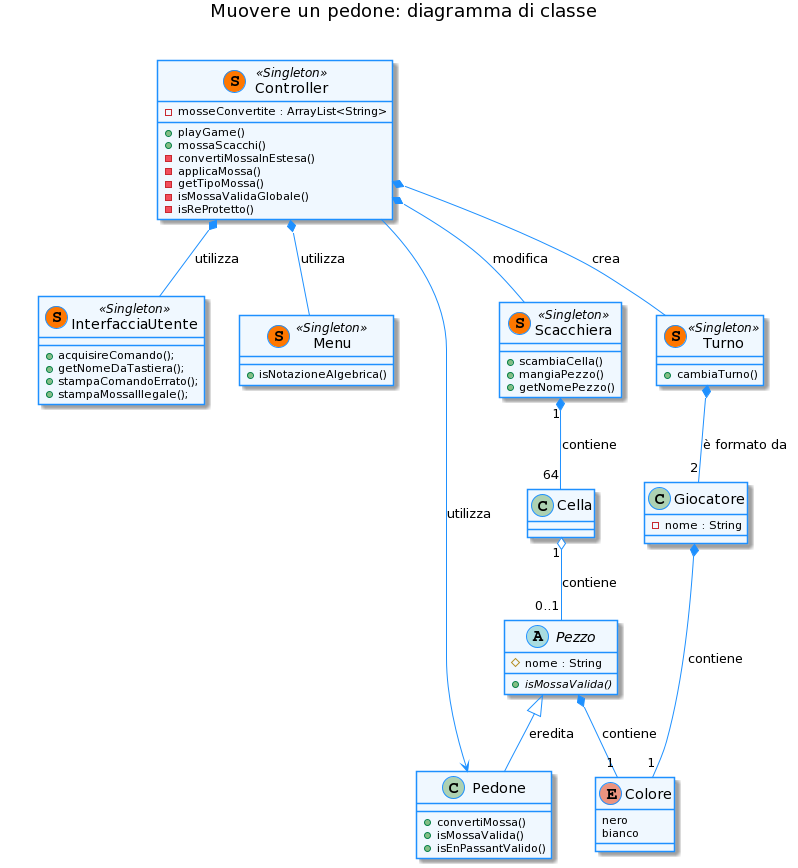 Muovere un pedone: diagramma di classe
S
«Singleton»
Controller
mosseConvertite : ArrayList<String>
playGame()
mossaScacchi()
convertiMossaInEstesa()
applicaMossa()
getTipoMossa()
isMossaValidaGlobale()
isReProtetto()
utilizza
utilizza
modifica
crea
S
«Singleton»
InterfacciaUtente
acquisireComando();
getNomeDaTastiera();
stampaComandoErrato();
stampaMossaIllegale();
S
«Singleton»
Menu
isNotazioneAlgebrica()
S
«Singleton»
Scacchiera
scambiaCella()
mangiaPezzo()
getNomePezzo()
S
«Singleton»
Turno
cambiaTurno()
1
contiene
64
è formato da
2
C Cella
C Giocatore
nome : String
utilizza
1
contiene
0..1
A Pezzo
nome : String
isMossaValida()
contiene
eredita
contiene
1
1
C Pedone
convertiMossa()
isMossaValida()
isEnPassantValido()
E Colore
nero
bianco